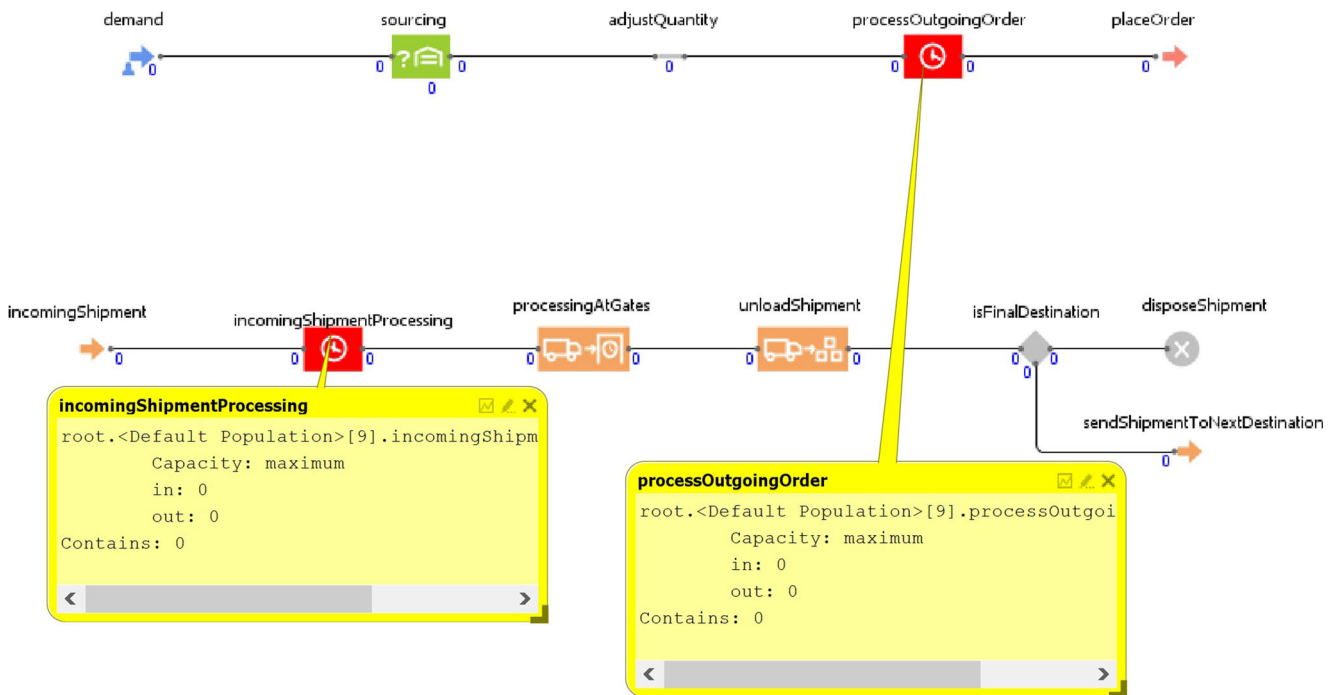 demand
sourcing
adjustQuantity
processOutgoingOrder
placeOrder
0
0
?
0
0
0
0
0
0
incomingShipment
incomingShipmentProcessing
processingAtGates
unloadShipment
isFinalDestination
disposeShipment
0
0
0
0
0
0
0
0
0
0
sendShipmentToNextDestination
0
incomingShipmentProcessing
root.<Default Population>[9].incomingShipm
Capacity: maximum
in: 0
out: 0
Contains: 0
processOutgoingOrder
root.<Default Population>[9].processOutgoi
Capacity: maximum
in: 0
out: 0
Contains: 0